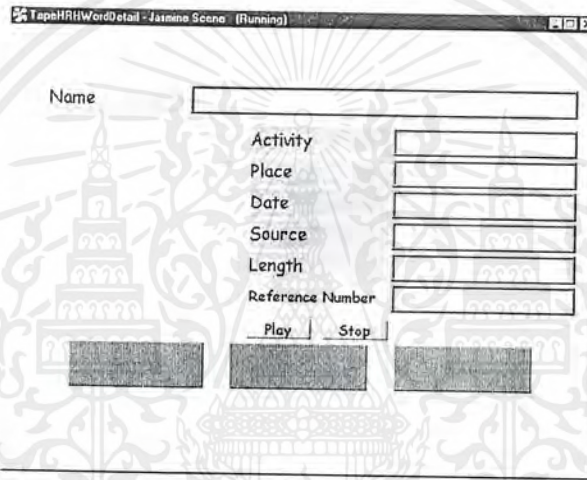 TapeHRHWordDetail - Jasmine Scene (Running)
Name
Activity
Place
Date
Source
Length
Reference Number
Play Stop